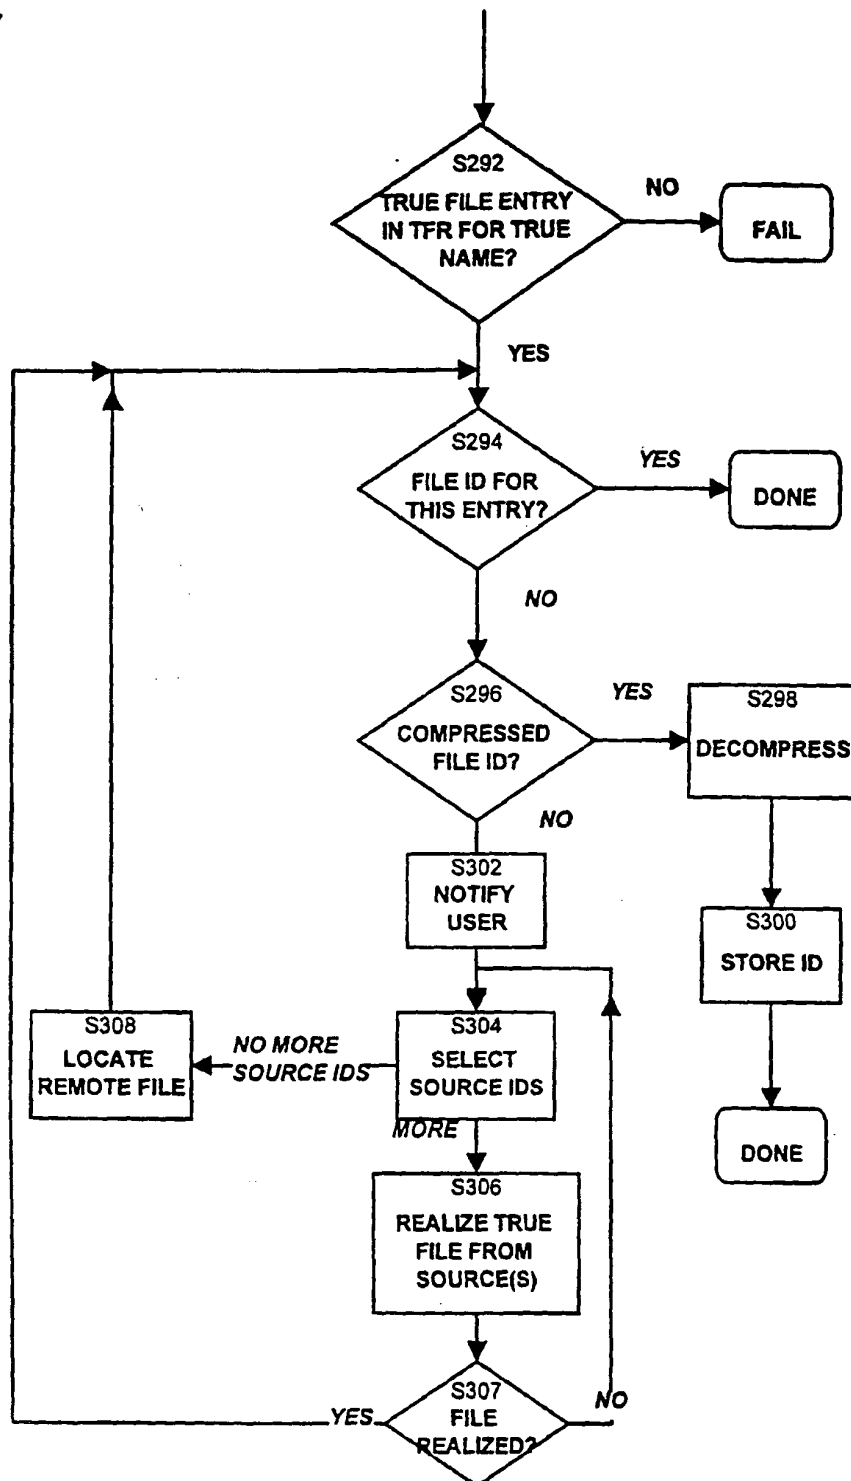 S292
TRUE FILE ENTRY
IN TFR FOR TRUE
NAME?
NO
FAIL
YES
S294
FILE ID FOR
THIS ENTRY?
YES
DONE
NO
S296
COMPRESSED
FILE ID?
YES
S298
DECOMPRESS
NO
S302
NOTIFY
USER
S300
STORE ID
S308
LOCATE
REMOTE FILE
NO MORE
SOURCE IDS
S304
SELECT
SOURCE IDS
MORE
DONE
S306
REALIZE TRUE
FILE FROM
SOURCE(S)
S307
FILE
REALIZED?
YES
NO